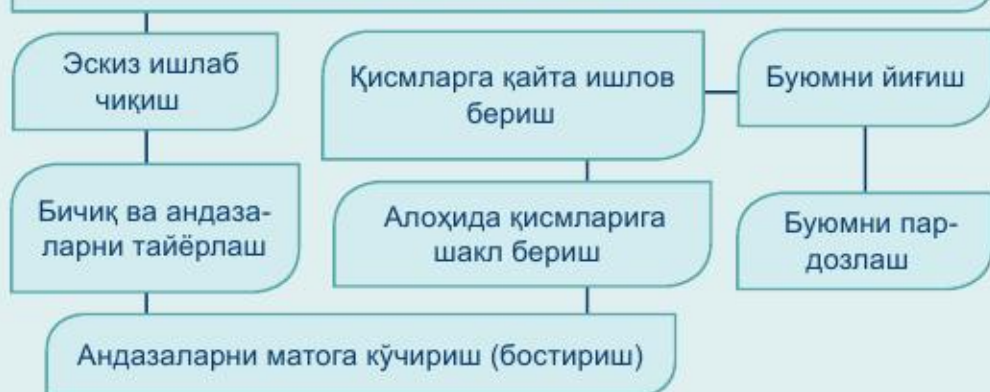 Эскиз ишлаб
чиқиш
Қисмларга қайта ишлов
бериш
Буюмни йиғиш
Бичиқ ва андаза-
ларни тайёрлаш
Алоҳида қисмларига
шакл бериш
Буюмни пар-
дозлаш
Андазаларни матога кўчириш (бостириш)